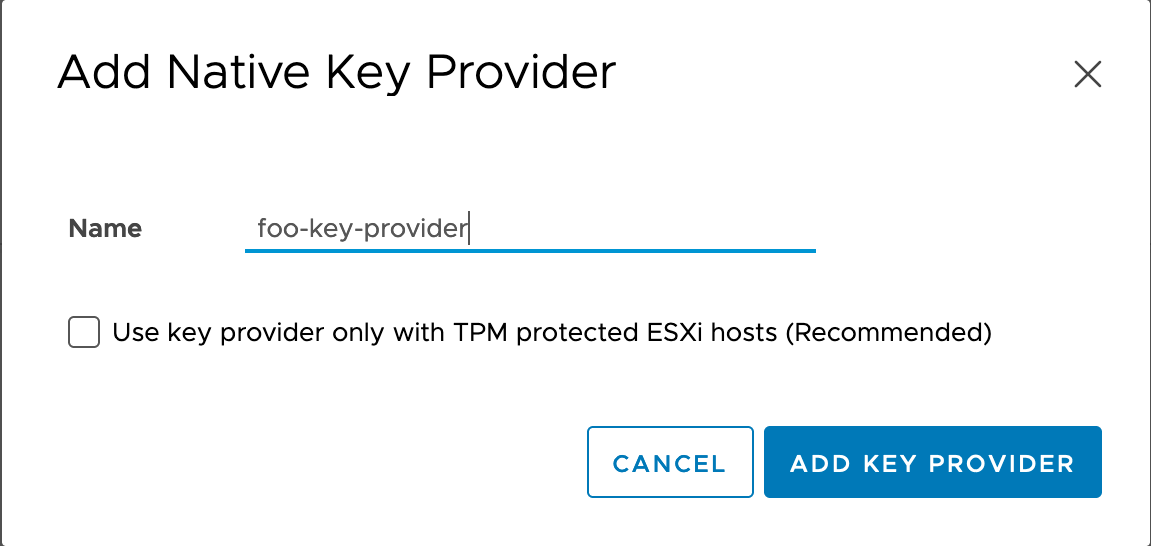 Add Native Key Provider
Name
foo-key-provider
Use key provider only with TPM protected ESXi hosts (Recommended)
CANCEL
ADD KEY PROVIDER